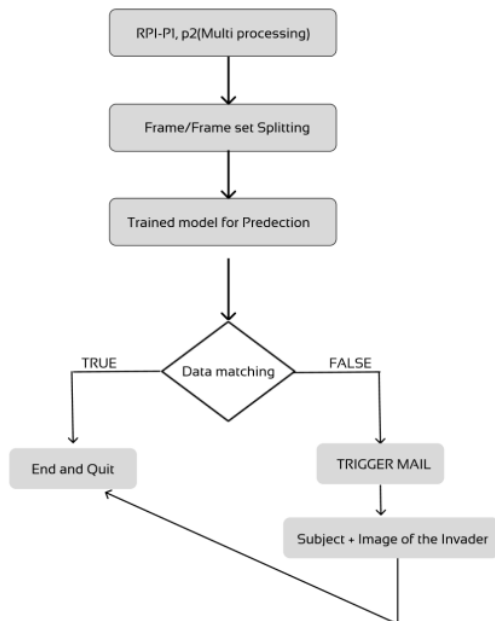 RPI-P1, p2(Multi processing)
Frame/Frame set Splitting
Trained model for Predection
Data matching
TRUE
FALSE
End and Quit
TRIGGER MAIL
Subject + Image of the Invader